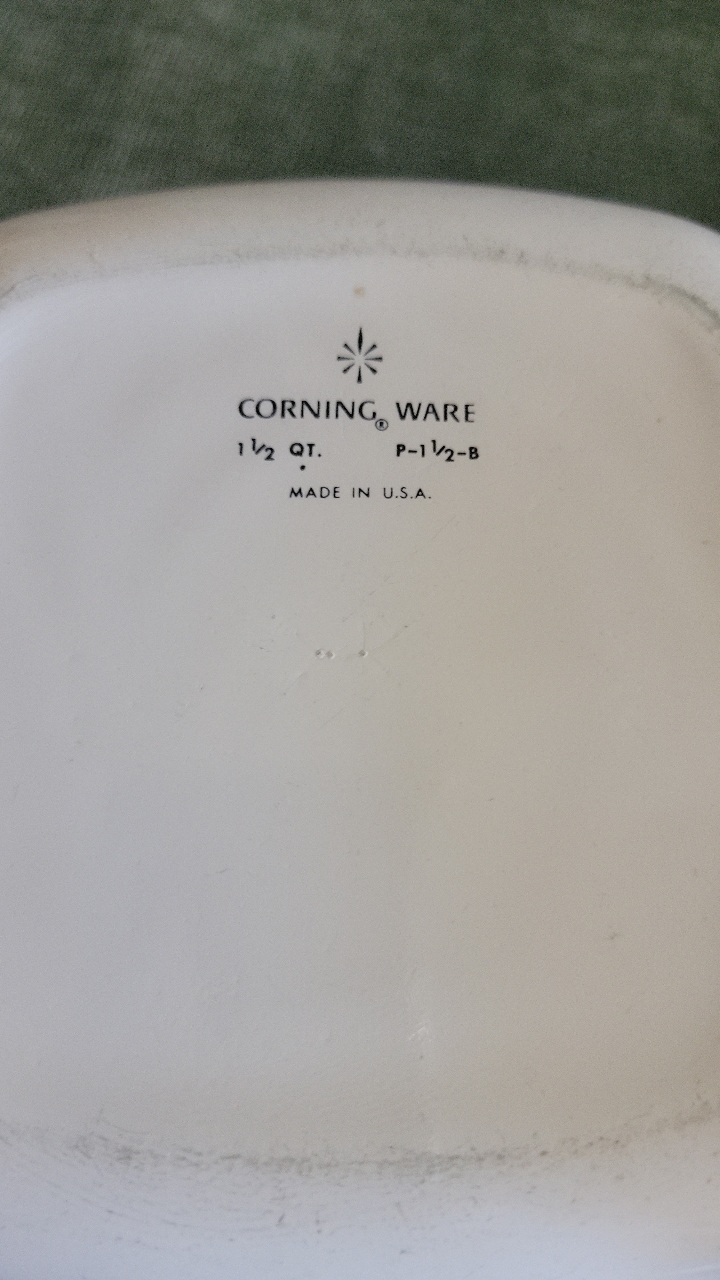 CORNING® WARE
1½ QT. P-1½-B
MADE IN U.S.A.